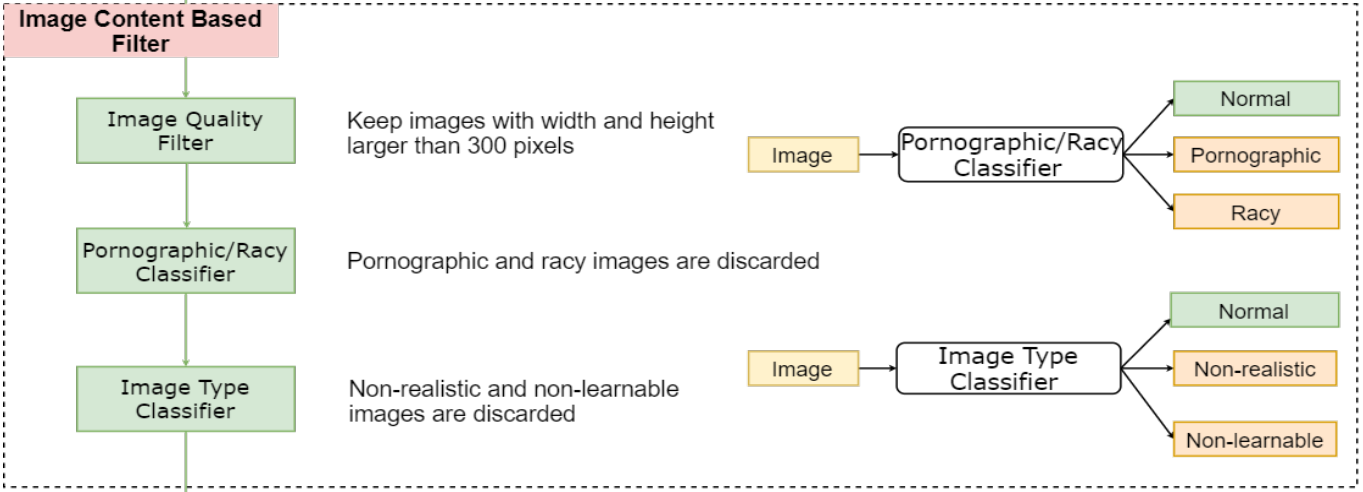 Image Content Based
Filter
Image Quality
Filter
Keep images with width and height
larger than 300 pixels
Pornographic/Racy
Classifier
Pornographic and racy images are discarded
Image Type
Classifier
Non-realistic and non-learnable
images are discarded
Image
Pornographic/Racy
Classifier
Normal
Pornographic
Racy
Image
Image Type
Classifier
Normal
Non-realistic
Non-learnable